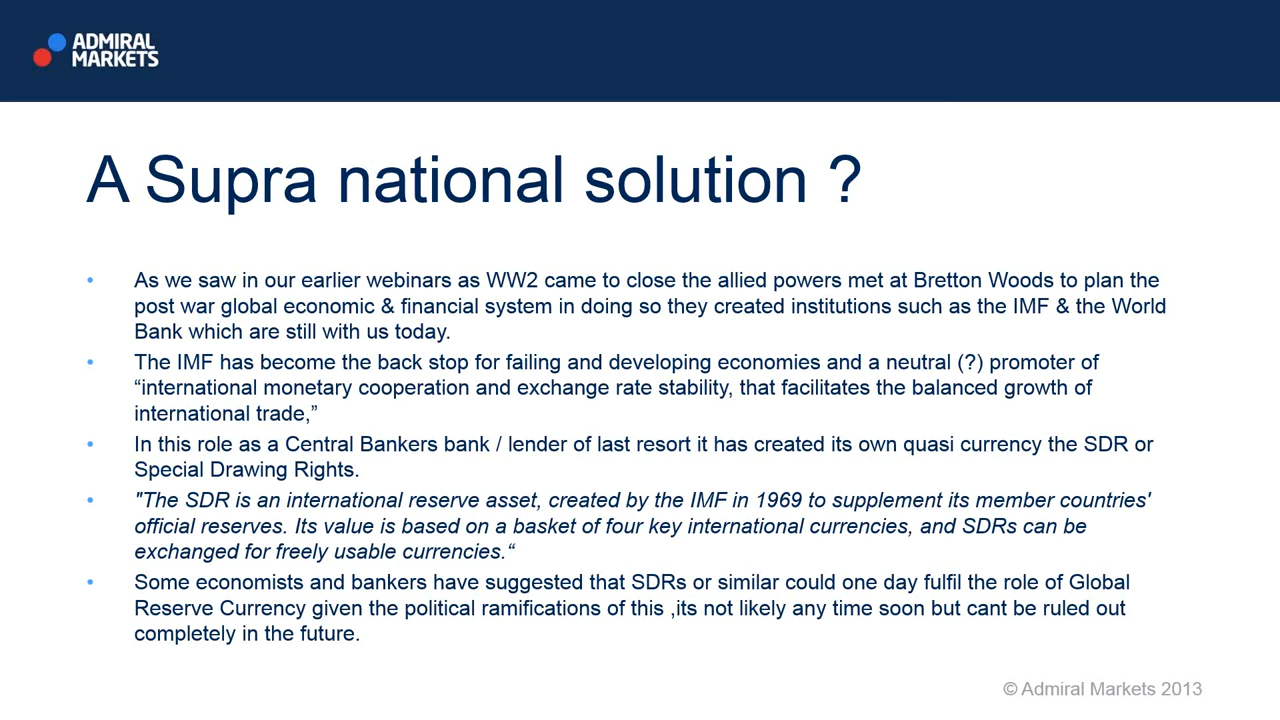 ADMIRAL
MARKETS
A Supra national solution ?
• As we saw in our earlier webinars as WW2 came to close the allied powers met at Bretton Woods to plan the
post war global economic & financial system in doing so they created institutions such as the IMF & the World
Bank which are still with us today.
• The IMF has become the back stop for failing and developing economies and a neutral (?) promoter of
“international monetary cooperation and exchange rate stability, that facilitates the balanced growth of
international trade,”
• In this role as a Central Bankers bank / lender of last resort it has created its own quasi currency the SDR or
Special Drawing Rights.
• "The SDR is an international reserve asset, created by the IMF in 1969 to supplement its member countries'
official reserves. Its value is based on a basket of four key international currencies, and SDRs can be
exchanged for freely usable currencies.“
• Some economists and bankers have suggested that SDRs or similar could one day fulfil the role of Global
Reserve Currency given the political ramifications of this ,its not likely any time soon but cant be ruled out
completely in the future.
© Admiral Markets 2013